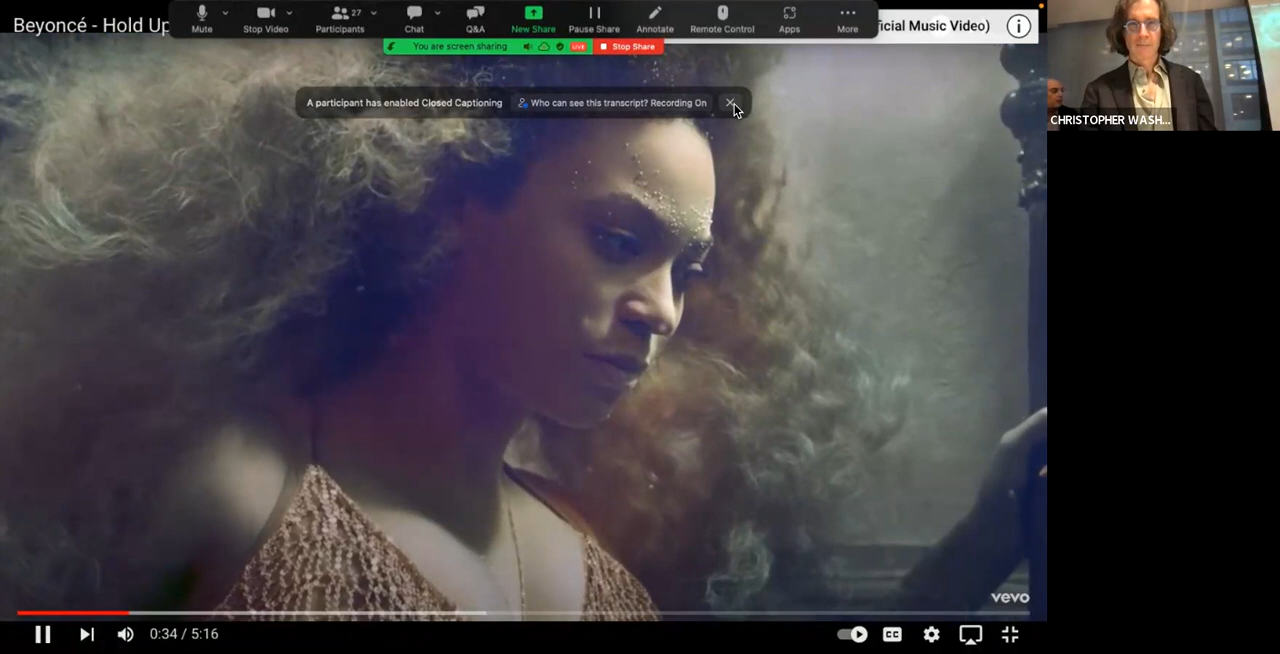 Beyoncé - Hold Up
ficial Music Video)
Mute
Stop Video
27
Participants
Chat
Q&A
New Share
Pause Share
Annotate
Remote Control
Apps
More
You are screen sharing
LIVE
Stop Share
A participant has enabled Closed Captioning
Who can see this transcript? Recording On
CHRISTOPHER WASH...
vevo
0:34 / 5:16
CC